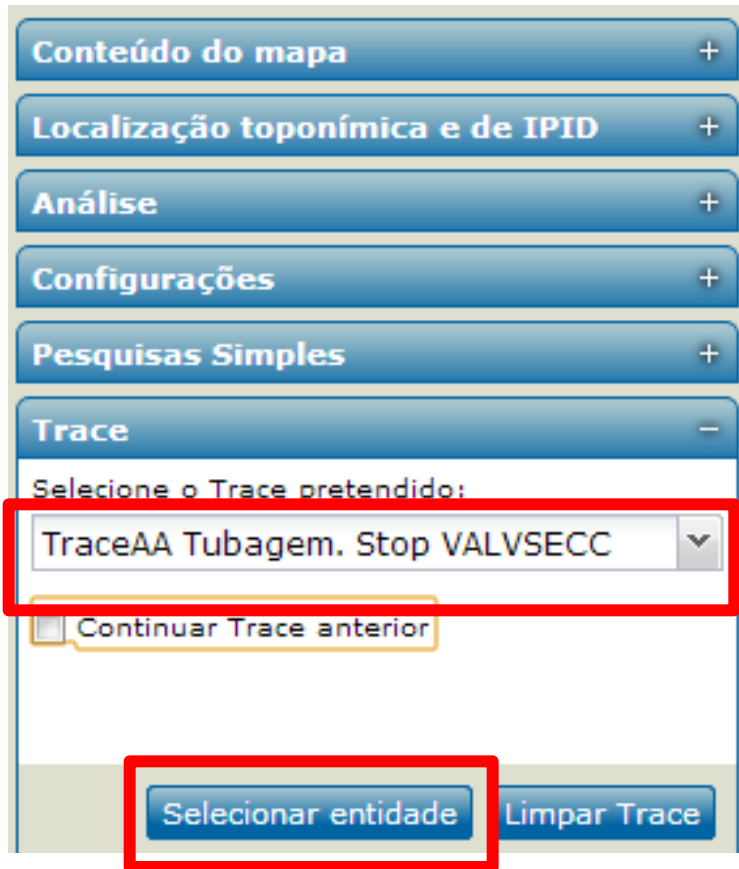 Conteúdo do mapa +
Localização toponímica e de IPID +
Análise +
Configurações +
Pesquisas Simples +
Trace –
Selecione o Trace pretendido:
TraceAA Tubagem. Stop VALVSECC
Continuar Trace anterior
Selecionar entidade Limpar Trace